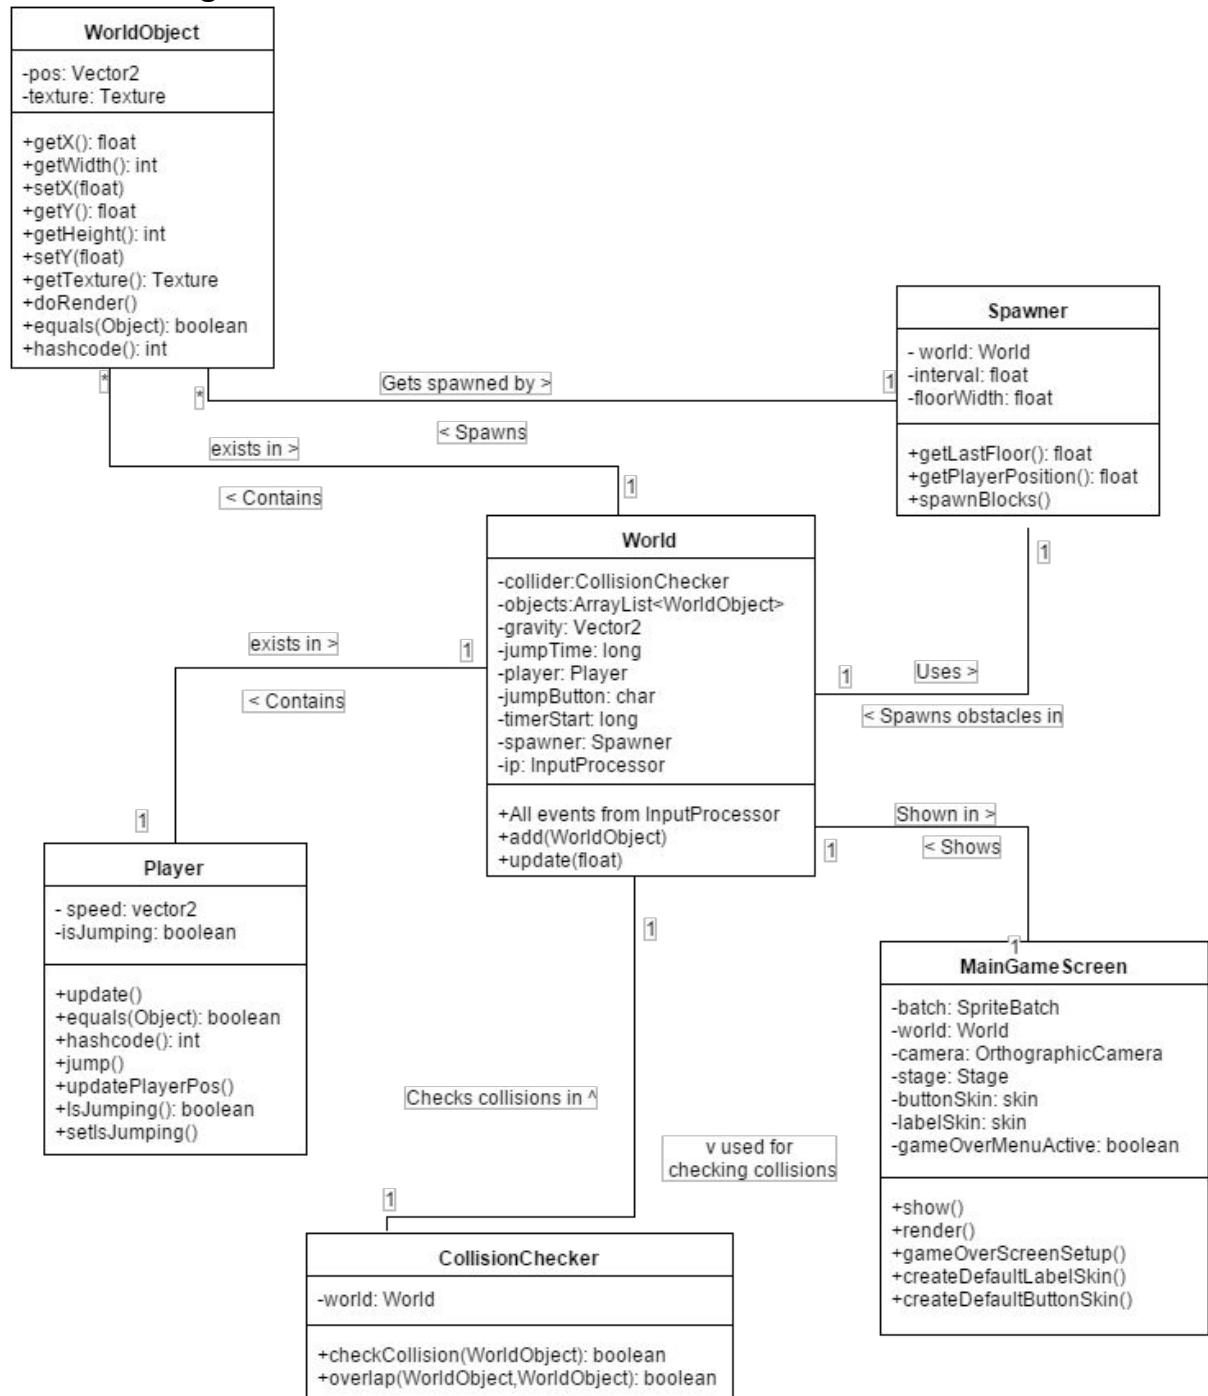 WorldObject
-pos: Vector2
-texture: Texture
+getX(): float
+getWidth(): int
+setX(float)
+getY(): float
+getHeight(): int
+setY(float)
+getTexture(): Texture
+doRender()
+equals(Object): boolean
+hashcode(): int
*
*
Gets spawned by >
1
< Spawns
exists in >
< Contains
1
Spawner
- world: World
-interval: float
-floorWidth: float
+getLastFloor(): float
+getPlayerPosition(): float
+spawnBlocks()
1
World
-collider:CollisionChecker
-objects:ArrayList<WorldObject>
-gravity: Vector2
-jumpTime: long
-player: Player
-jumpButton: char
-timerStart: long
-spawner: Spawner
-ip: InputProcessor
+All events from InputProcessor
+add(WorldObject)
+update(float)
exists in >
1
< Contains
1
1
Uses >
< Spawns obstacles in
Shown in >
1
< Shows
1
Player
- speed: vector2
-isJumping: boolean
+update()
+equals(Object): boolean
+hashcode(): int
+jump()
+updatePlayerPos()
+IsJumping(): boolean
+setIsJumping()
1
MainGameScreen
-batch: SpriteBatch
-world: World
-camera: OrthographicCamera
-stage: Stage
-buttonSkin: skin
-labelSkin: skin
-gameOverMenuActive: boolean
+show()
+render()
+gameOverScreenSetup()
+createDefaultLabelSkin()
+createDefaultButtonSkin()
Checks collisions in ^
v used for
checking collisions
1
CollisionChecker
-world: World
+checkCollision(WorldObject): boolean
+overlap(WorldObject,WorldObject): boolean